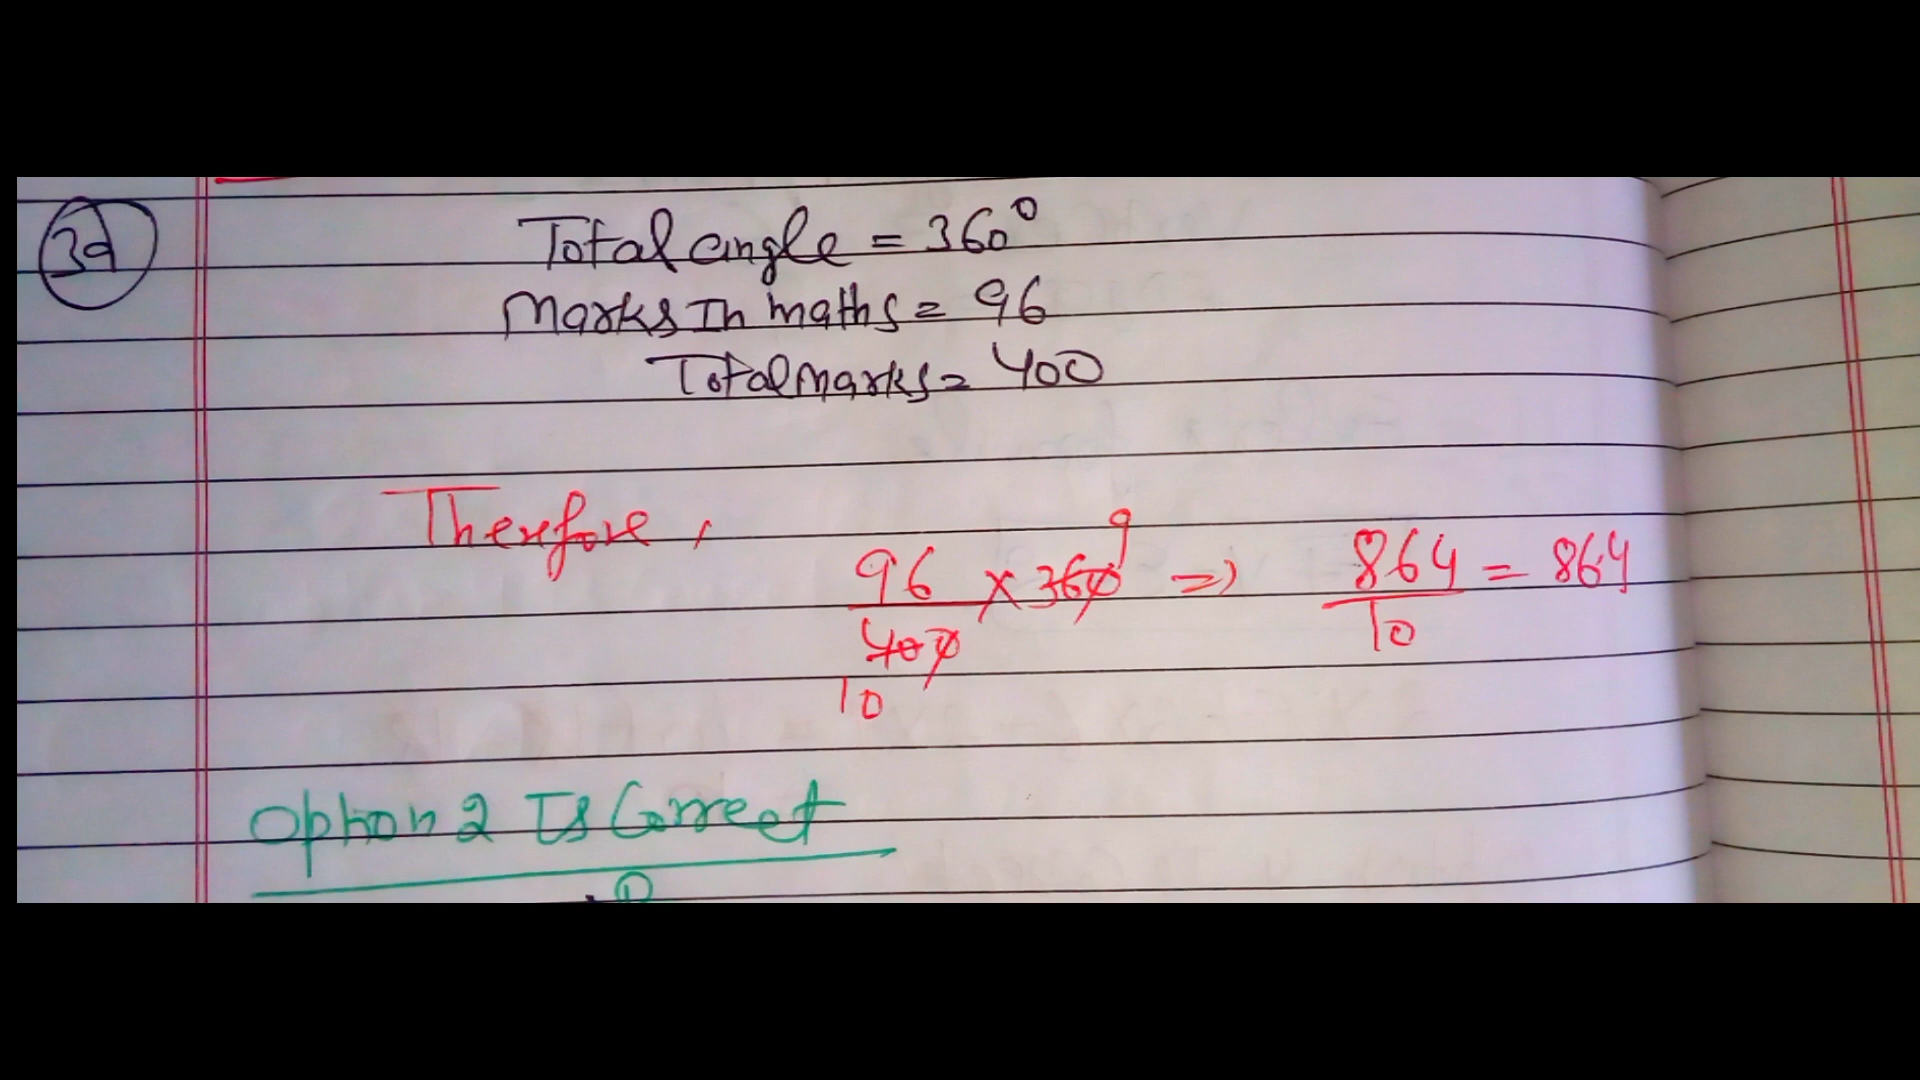 39
Total angle = 360°
Marks In maths = 96
Total Marks = 400
Therefore,
9
96 × 360 => 864 = 864
400 10
10
Option 2 Is Correct